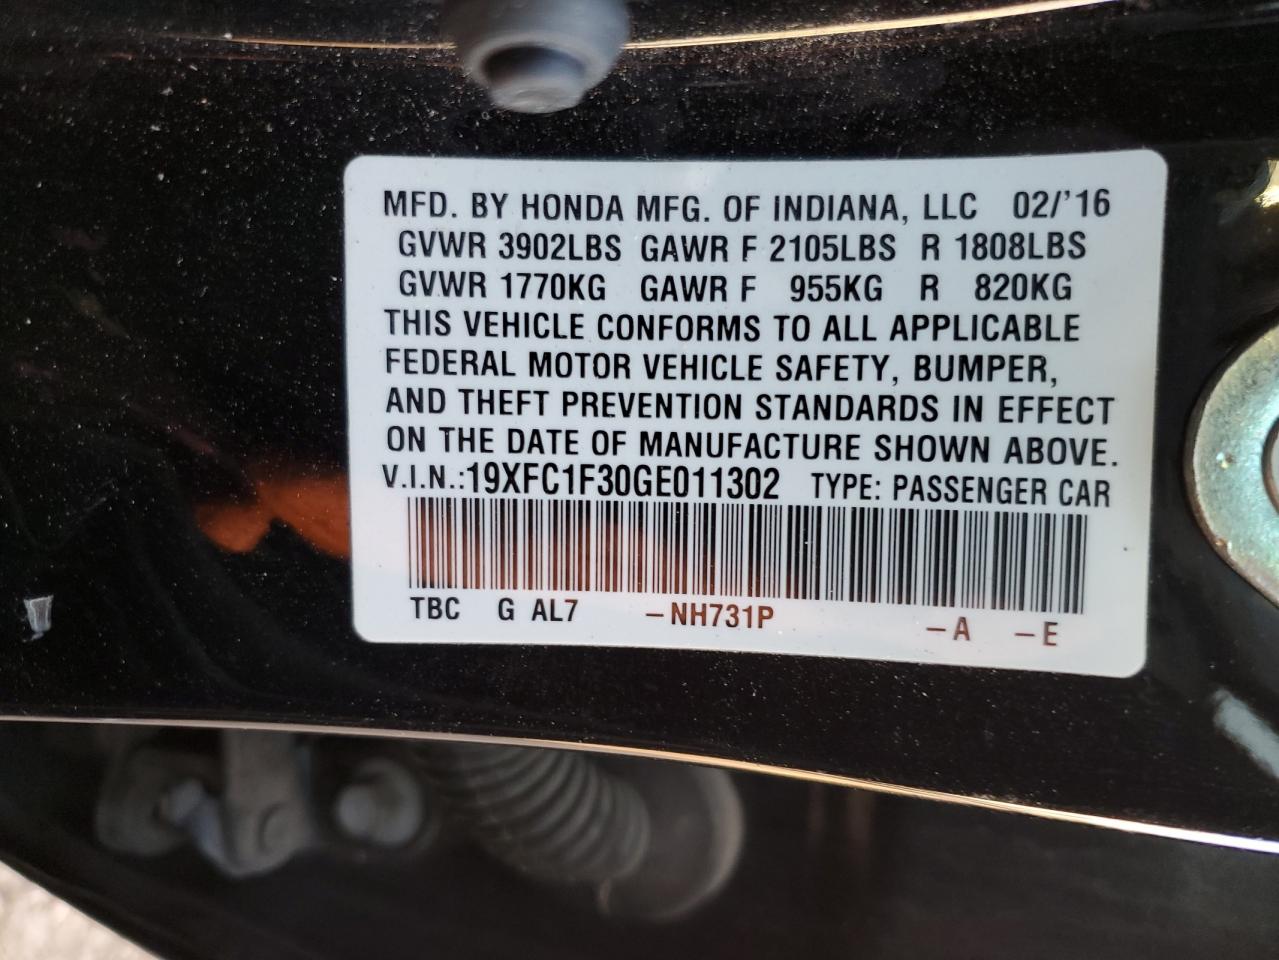 MFD. BY HONDA MFG. OF INDIANA, LLC 02/'16
GVWR 3902LBS GAWR F 2105LBS R 1808LBS
GVWR 1770KG GAWR F 955KG R 820KG
THIS VEHICLE CONFORMS TO ALL APPLICABLE
FEDERAL MOTOR VEHICLE SAFETY, BUMPER,
AND THEFT PREVENTION STANDARDS IN EFFECT
ON THE DATE OF MANUFACTURE SHOWN ABOVE.
V.I.N.:19XFC1F30GE011302 TYPE: PASSENGER CAR
TBC G AL7 –NH731P –A –E